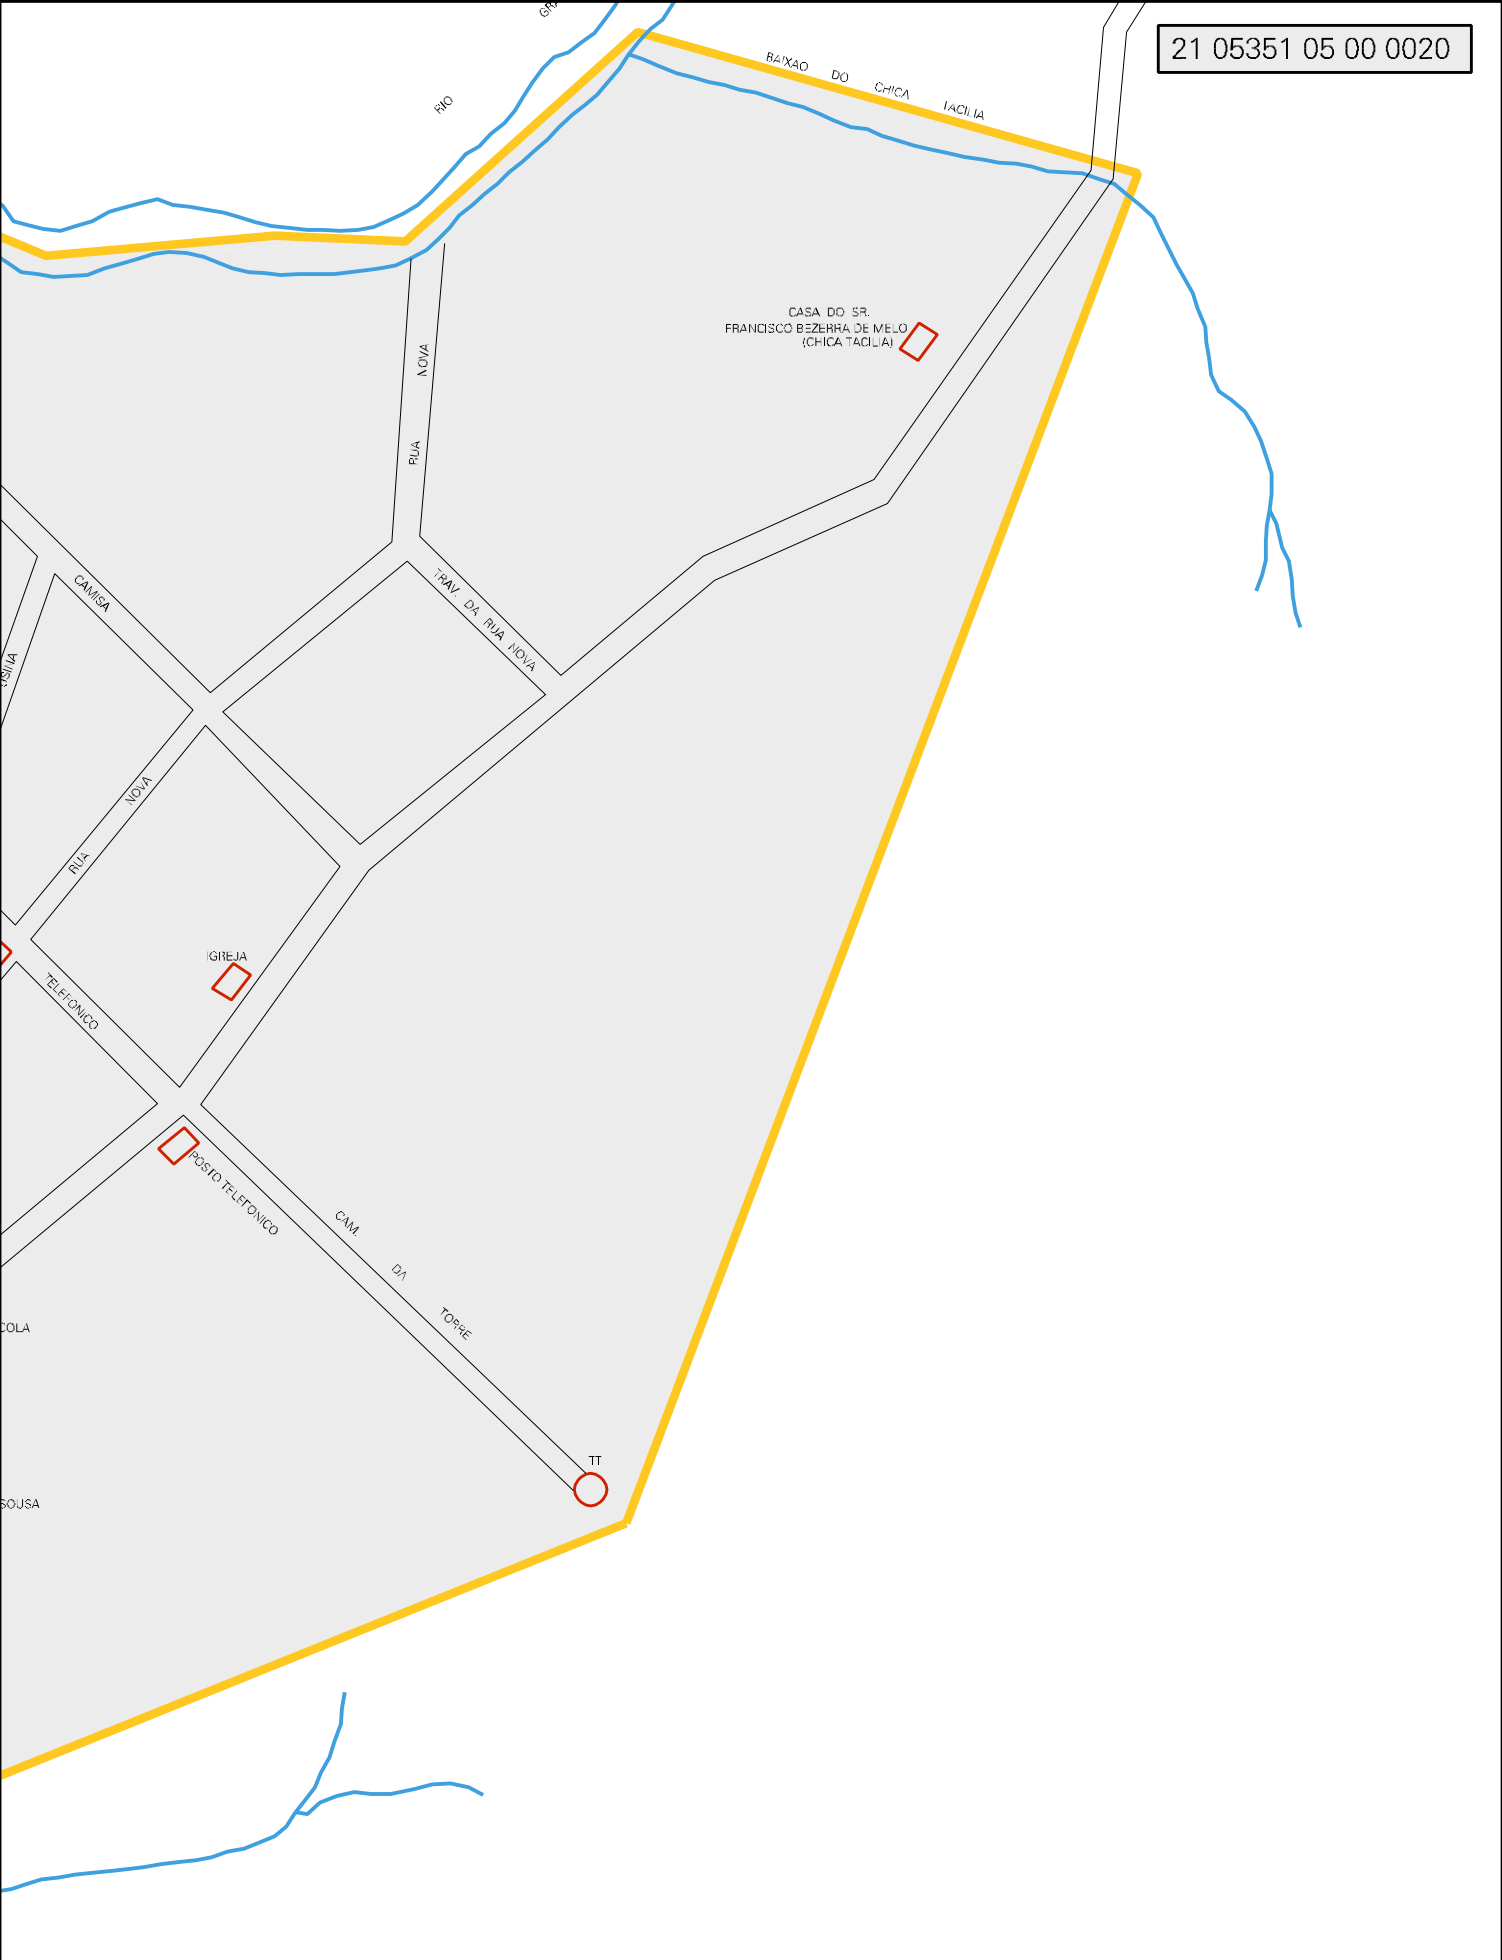 21 05351 05 00 0020
BAIXAO DO CHICA TACILIA
RIO
CASA DO SR.
FRANCISCO BEZERRA DE MELO
(CHICA TACILIA)
RUA NOVA
CAMISA
TRAV. DA RUA NOVA
RUA NOVA
IGREJA
TELEFONICO
POSTO TELEFONICO
CAM. DA TORRE
COLA
TT
SOUSA